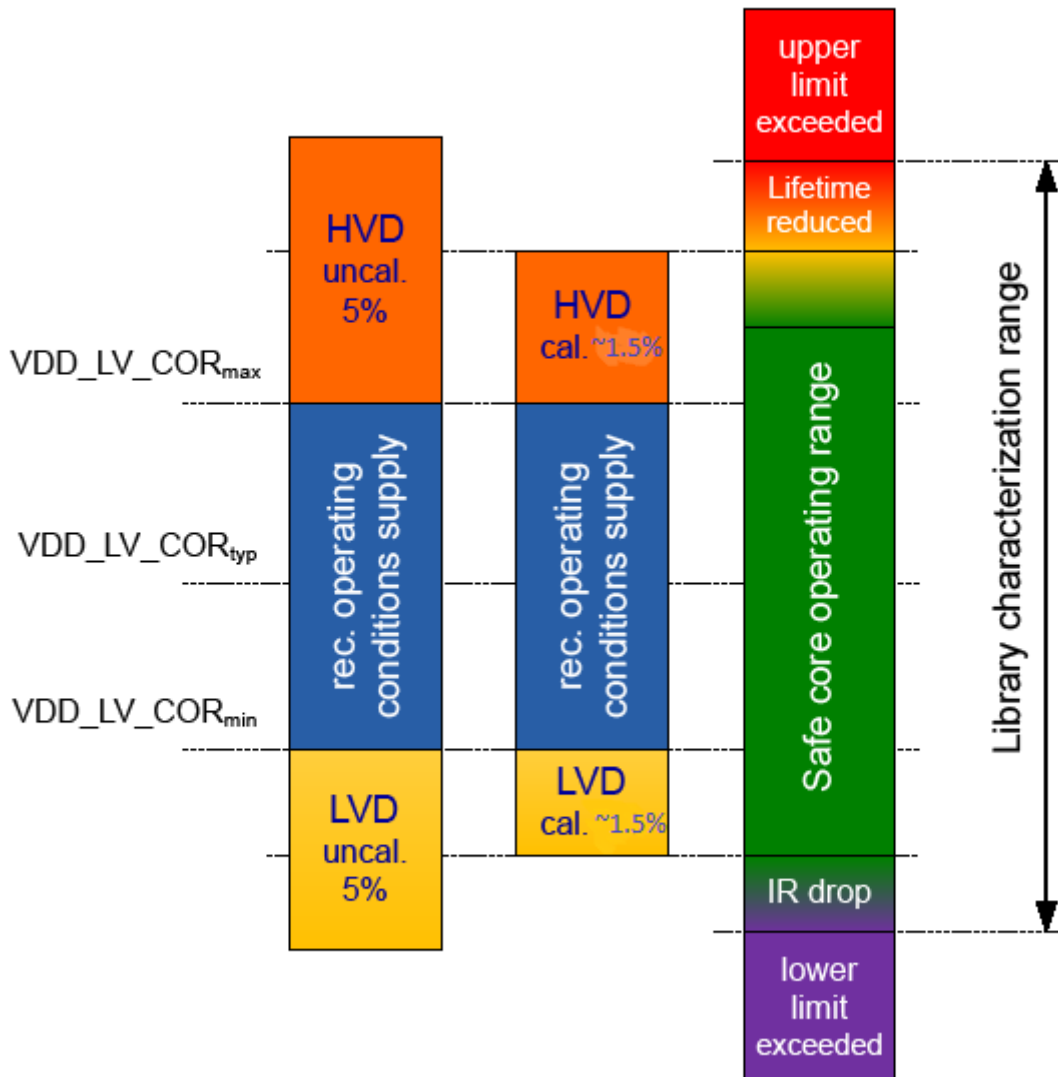 upper
limit
exceeded
Lifetime
reduced
HVD
uncal.
5%
HVD
cal. ~1.5%
VDD_LV_CORmax
rec. operating
conditions supply
rec. operating
conditions supply
Safe core operating range
Library characterization range
VDD_LV_CORtyp
VDD_LV_CORmin
LVD
uncal.
5%
LVD
cal. ~1.5%
IR drop
lower
limit
exceeded